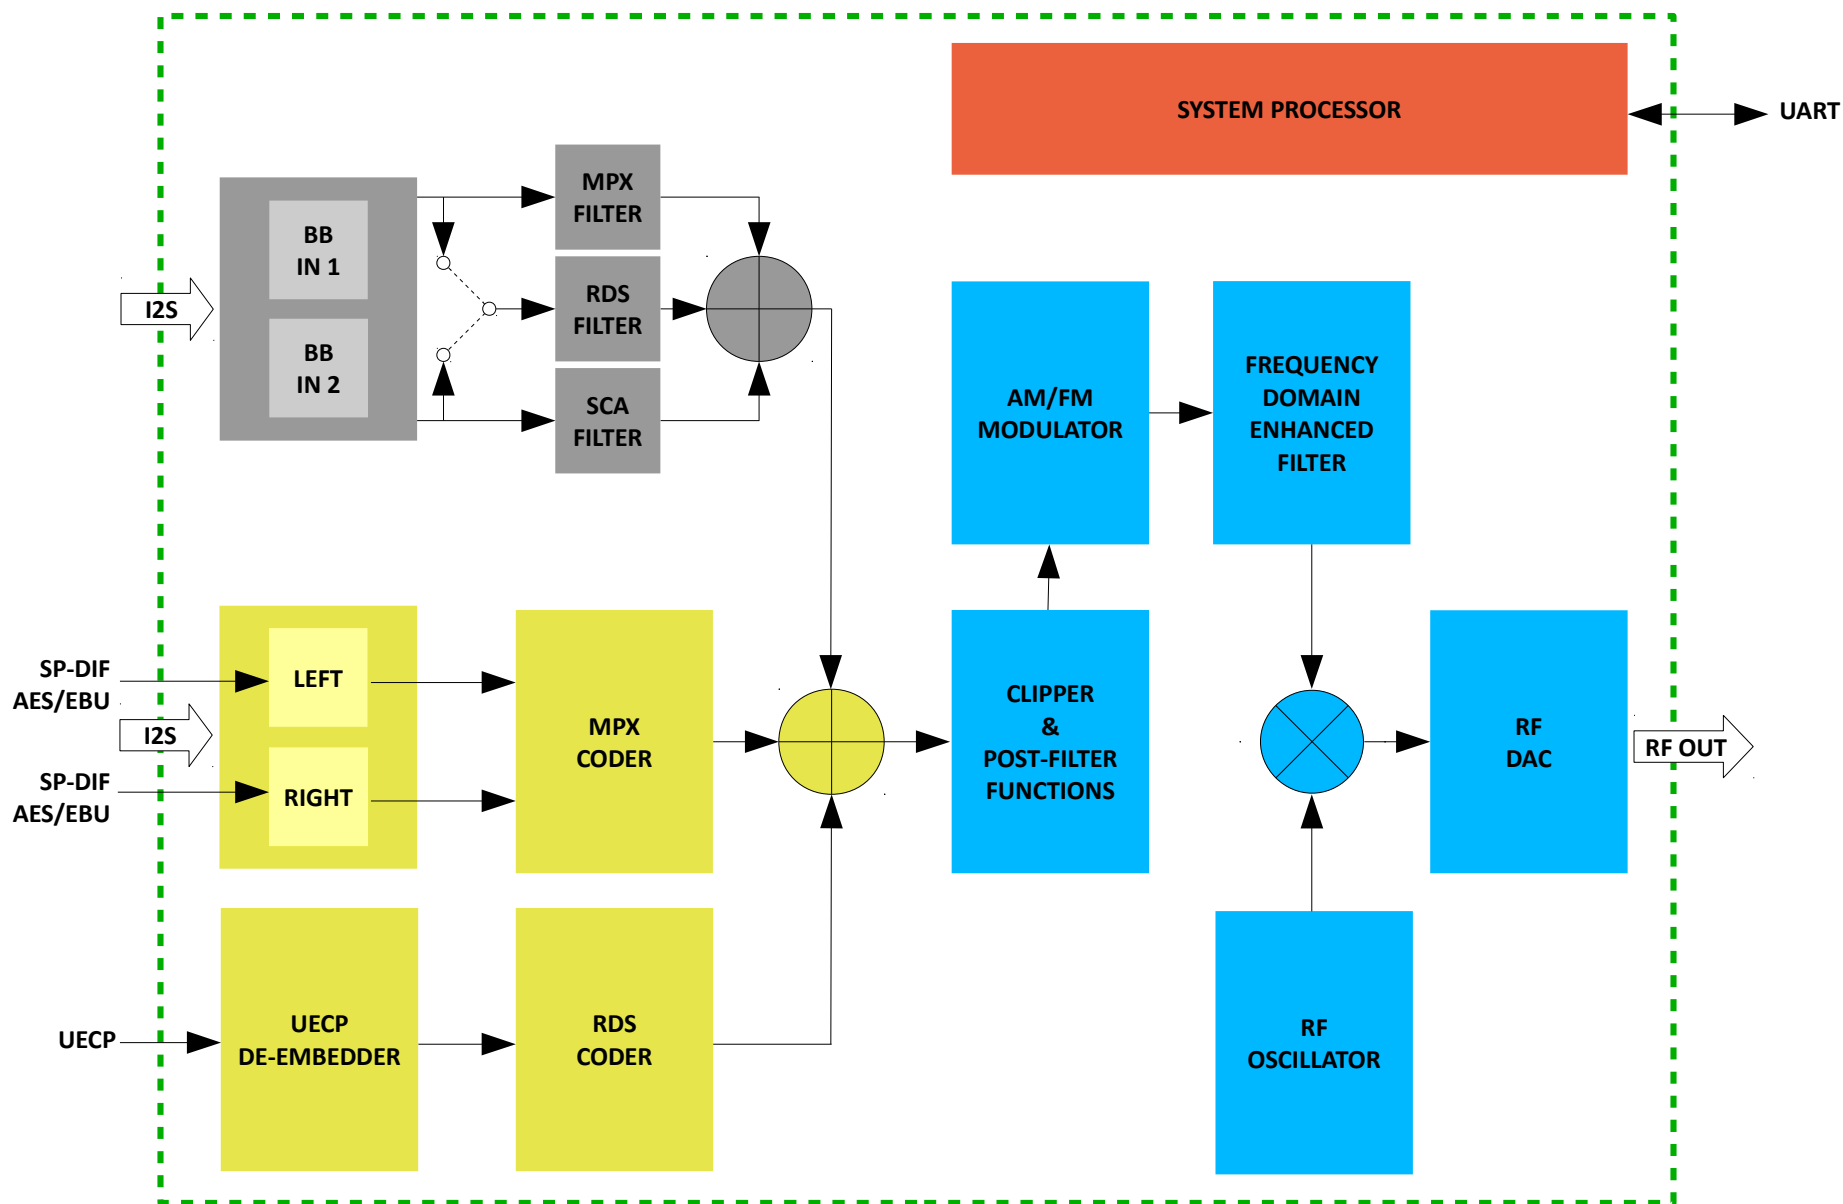 SYSTEM PROCESSOR
UART
MPX
FILTER
BB
IN 1
I2S
RDS
FILTER
BB
IN 2
SCA
FILTER
AM/FM
MODULATOR
FREQUENCY
DOMAIN
ENHANCED
FILTER
SP-DIF
AES/EBU
LEFT
I2S
SP-DIF
AES/EBU
RIGHT
MPX
CODER
CLIPPER
&
POST-FILTER
FUNCTIONS
RF
DAC
RF OUT
UECP
UECP
DE-EMBEDDER
RDS
CODER
RF
OSCILLATOR